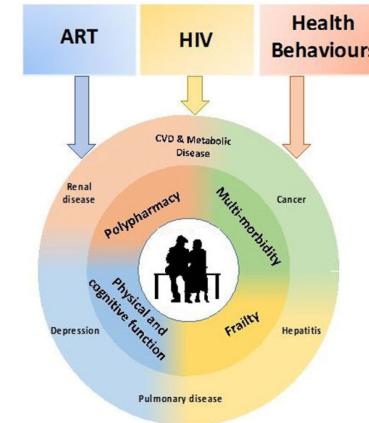 ART
HIV
Health
Behaviours
CVD & Metabolic
Disease
Renal
disease
Cancer
Polypharmacy
Multi-morbidity
Physical and
cognitive function
Frailty
Depression
Hepatitis
Pulmonary disease